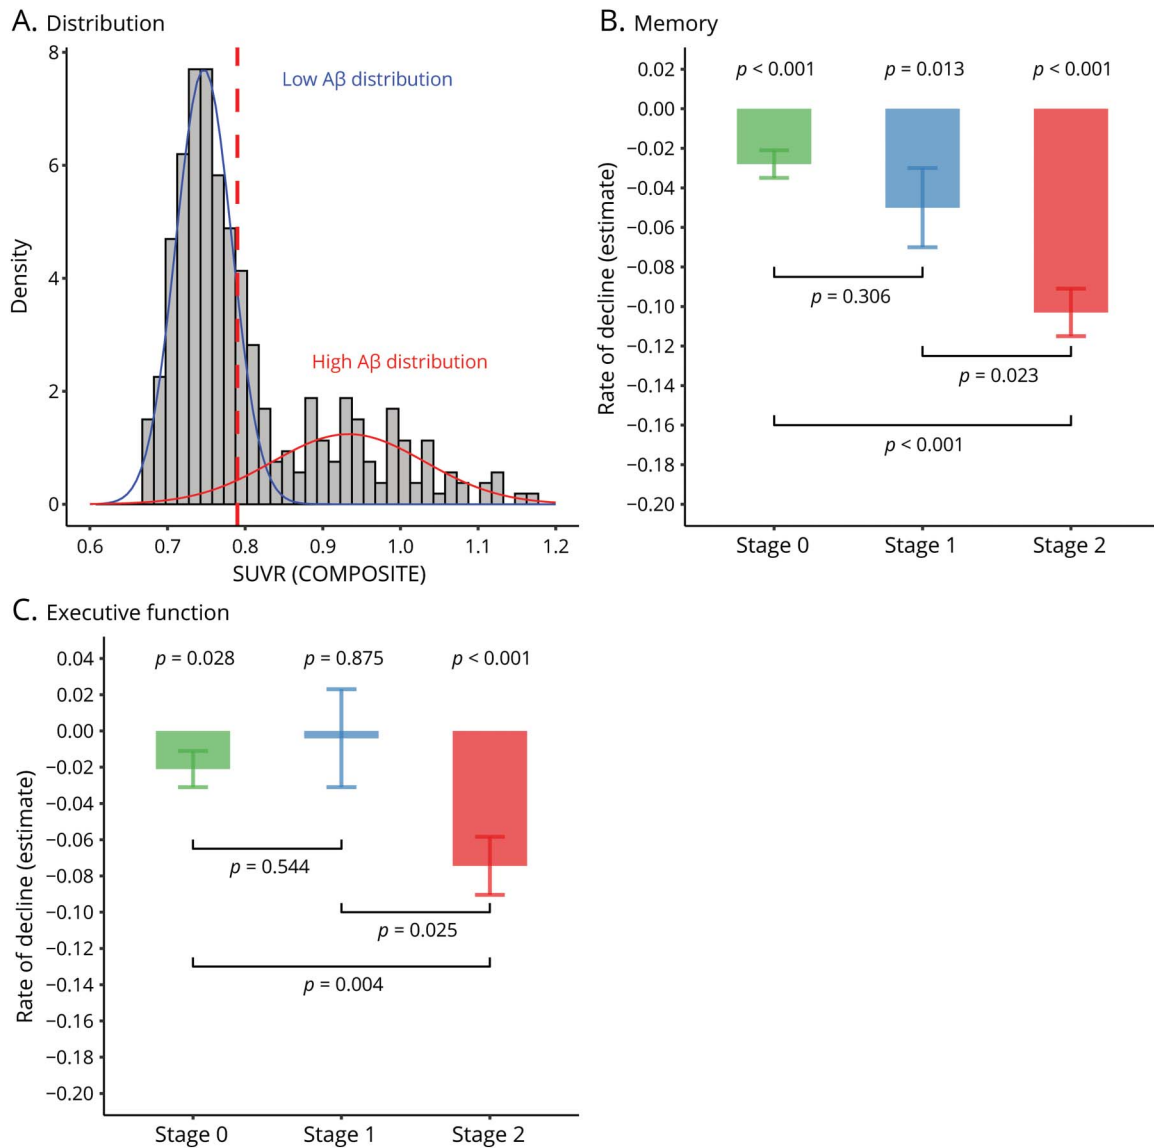 A. Distribution
8
6
4
2
0
Density
Low Aβ distribution
High Aβ distribution
0.6 0.7 0.8 0.9 1.0 1.1 1.2
SUVR (COMPOSITE)
B. Memory
0.02
0.00
−0.02
−0.04
−0.06
−0.08
−0.10
−0.12
−0.14
−0.16
−0.18
−0.20
Rate of decline (estimate)
p < 0.001 p = 0.013 p < 0.001
p = 0.306
p = 0.023
p < 0.001
Stage 0 Stage 1 Stage 2
C. Executive function
0.04
0.02
0.00
−0.02
−0.04
−0.06
−0.08
−0.10
−0.12
−0.14
−0.16
−0.18
−0.20
Rate of decline (estimate)
p = 0.028 p = 0.875 p < 0.001
p = 0.544
p = 0.025
p = 0.004
Stage 0 Stage 1 Stage 2